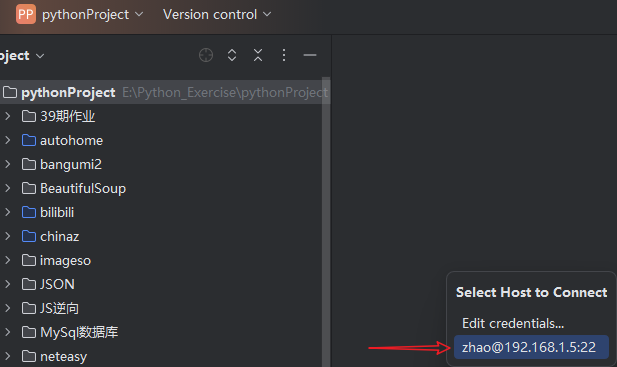 PP pythonProject Version control
oject
pythonProject E:\Python_Exercise\pythonProject
39期作业
autohome
bangumi2
BeautifulSoup
bilibili
chinaz
imageso
JSON
JS逆向
MySql数据库
neteasy
Select Host to Connect
Edit credentials...
zhao@192.168.1.5:22